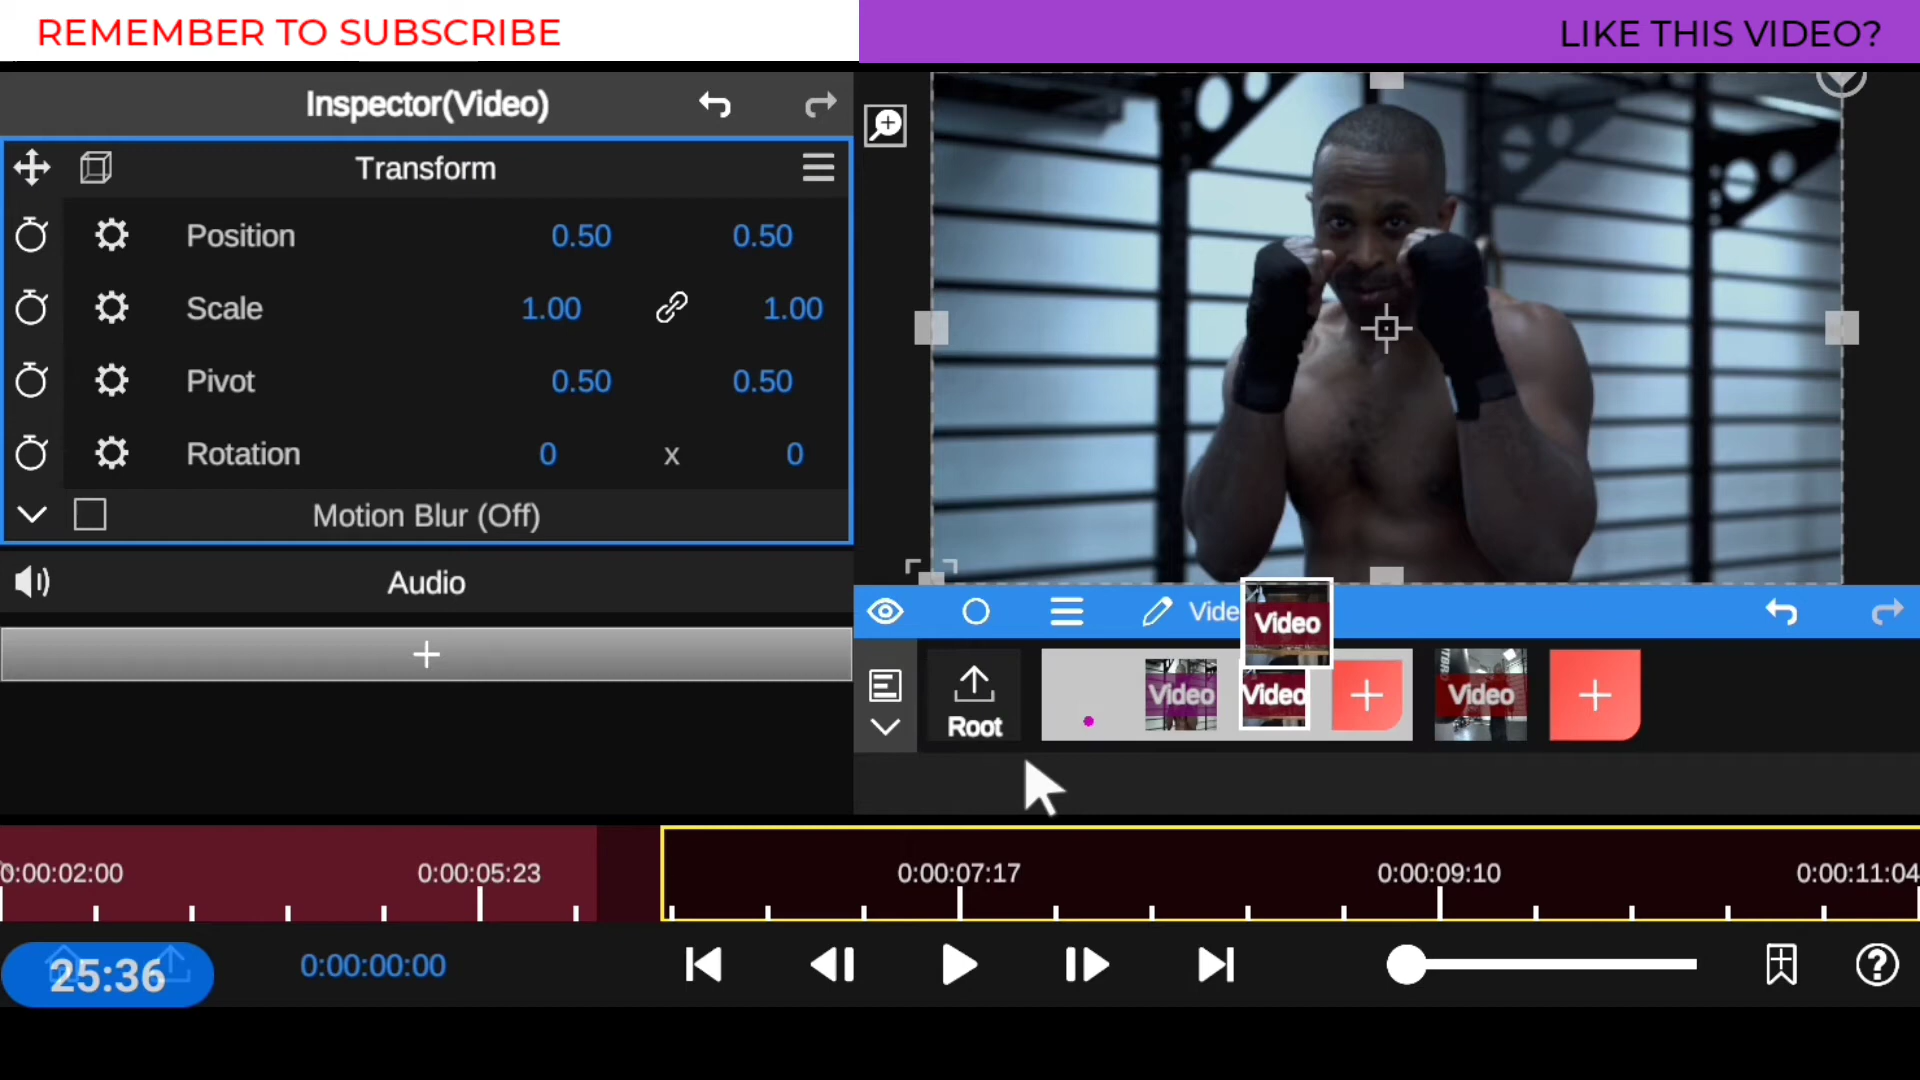 REMEMBER TO SUBSCRIBE
LIKE THIS VIDEO?
Inspector(Video)
Transform
Position 0.50 0.50
Scale 1.00 1.00
Pivot 0.50 0.50
Rotation 0 x 0
Motion Blur (Off)
Audio
Vide
Video
Root
Video
Video
Video
0:00:02:00
0:00:05:23
0:00:07:17
0:00:09:10
0:00:11:04
25:36
0:00:00:00